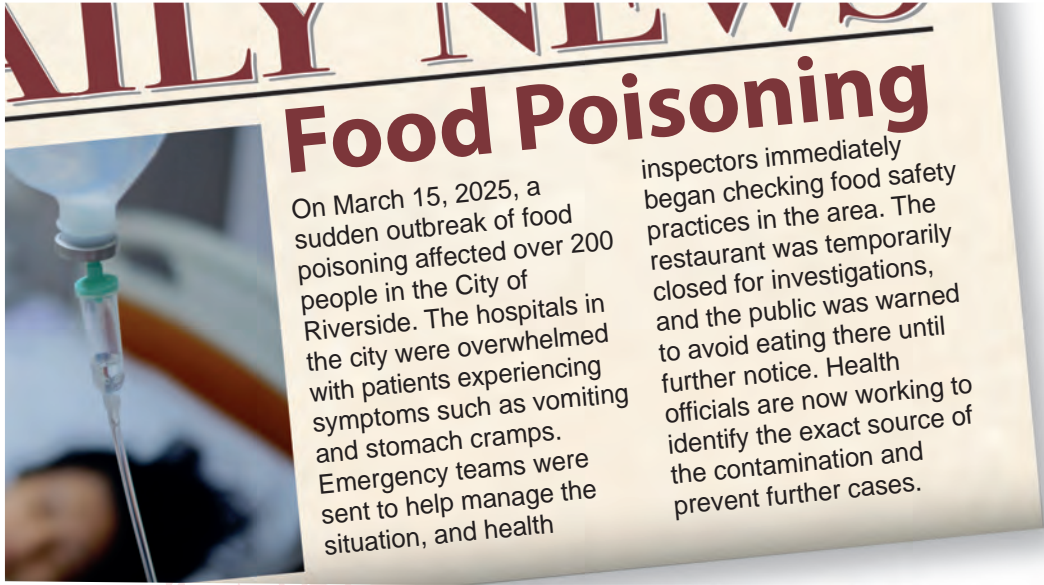 AILY NEWS
Food Poisoning
On March 15, 2025, a
sudden outbreak of food
poisoning affected over 200
people in the City of
Riverside. The hospitals in
the city were overwhelmed
with patients experiencing
symptoms such as vomiting
and stomach cramps.
Emergency teams were
sent to help manage the
situation, and health
inspectors immediately
began checking food safety
practices in the area. The
restaurant was temporarily
closed for investigations,
and the public was warned
to avoid eating there until
further notice. Health
officials are now working to
identify the exact source of
the contamination and
prevent further cases.